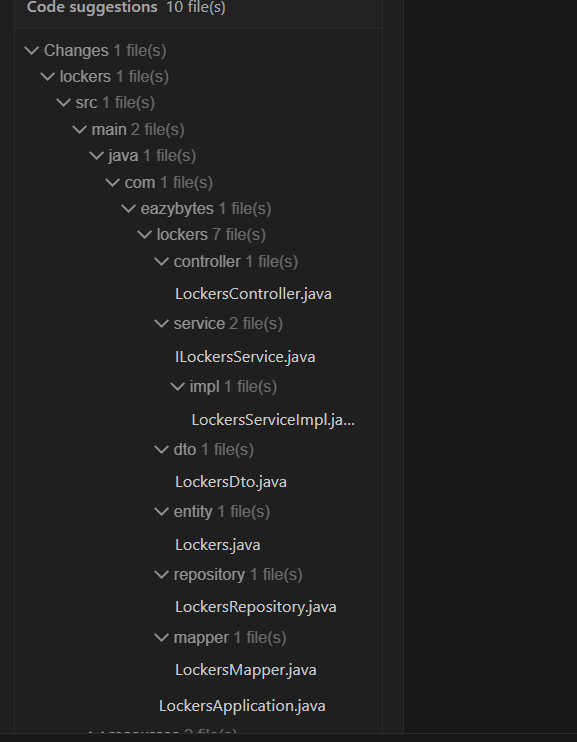 Code suggestions 10 file(s)
Changes 1 file(s)
lockers 1 file(s)
src 1 file(s)
main 2 file(s)
java 1 file(s)
com 1 file(s)
eazybytes 1 file(s)
lockers 7 file(s)
controller 1 file(s)
LockersController.java
service 2 file(s)
ILockersService.java
impl 1 file(s)
LockersServiceImpl.ja...
dto 1 file(s)
LockersDto.java
entity 1 file(s)
Lockers.java
repository 1 file(s)
LockersRepository.java
mapper 1 file(s)
LockersMapper.java
LockersApplication.java